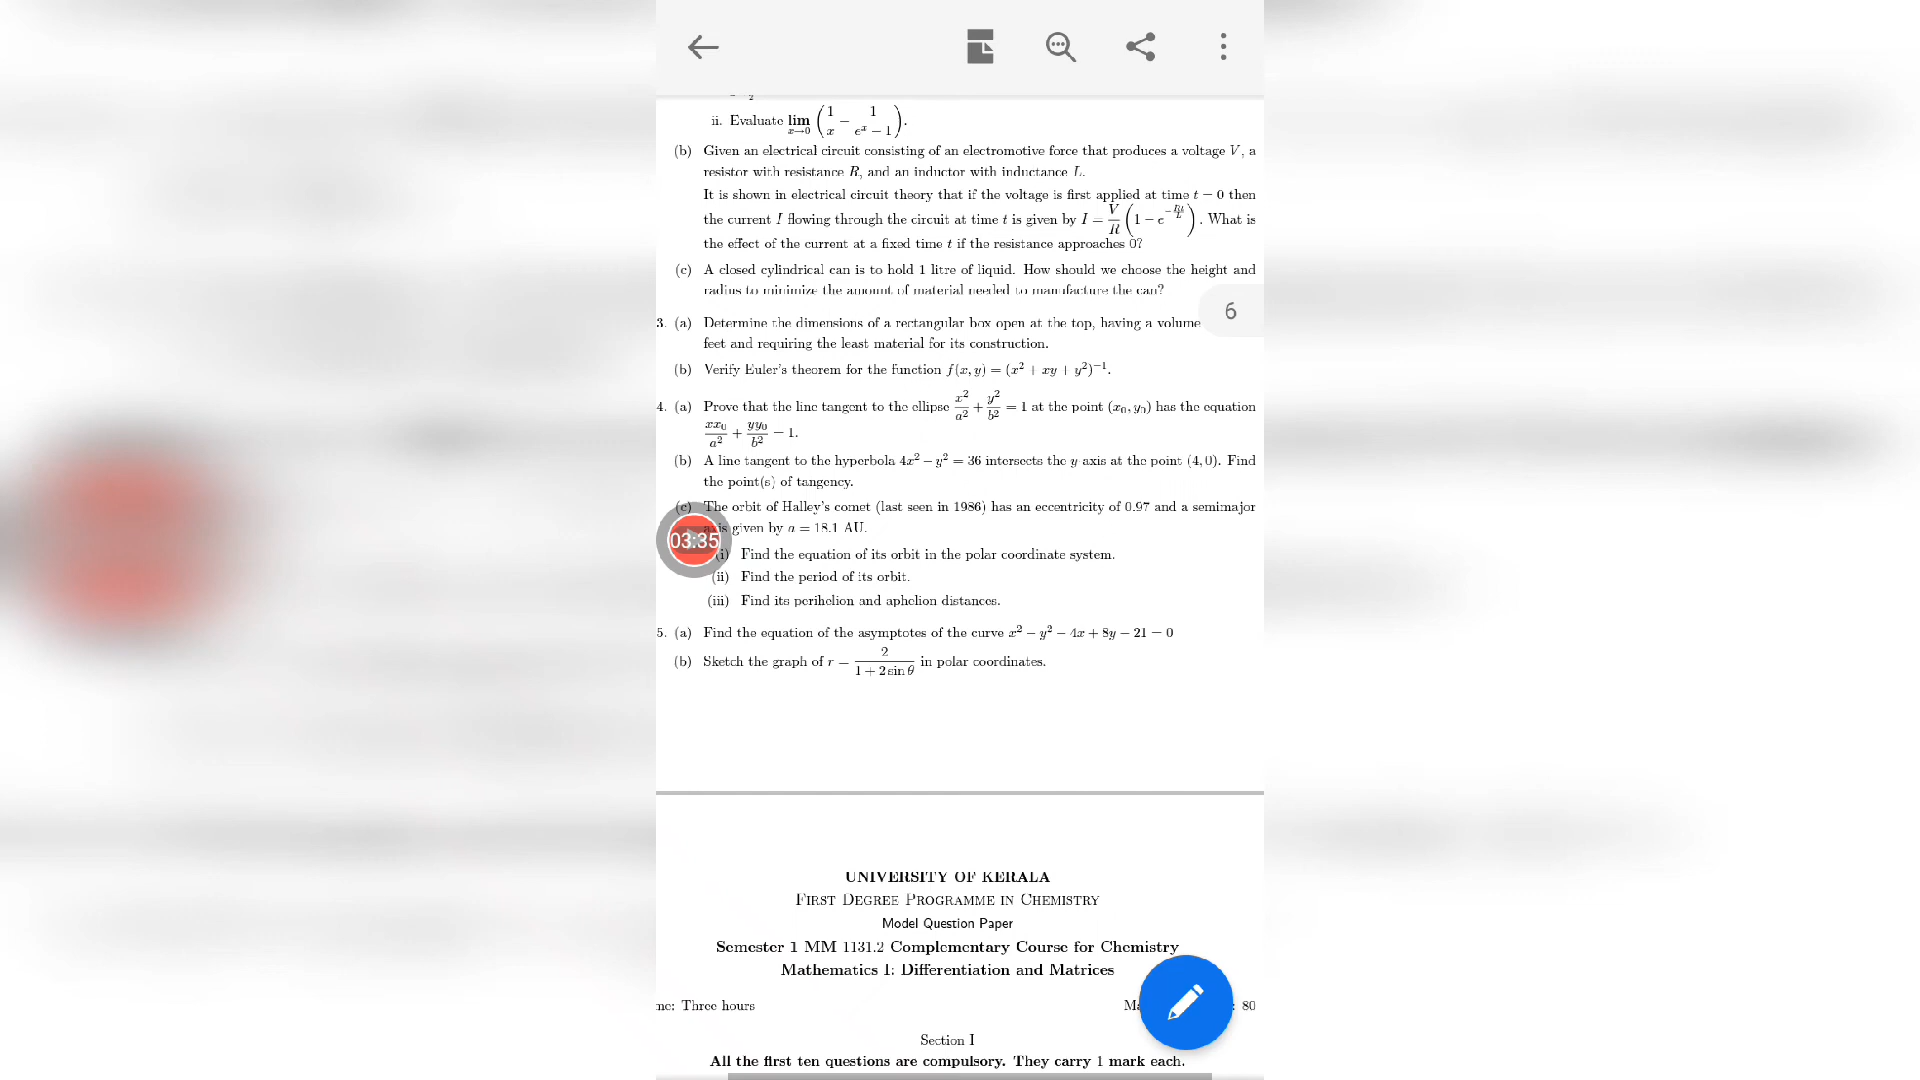 2
ii. Evaluate lim x→0 (1/x − 1/(eˣ − 1)).
(b) Given an electrical circuit consisting of an electromotive force that produces a voltage V, a
resistor with resistance R, and an inductor with inductance L.
It is shown in electrical circuit theory that if the voltage is first applied at time t = 0 then
the current I flowing through the circuit at time t is given by I = V/R (1 − e^(−Rt/L)). What is
the effect of the current at a fixed time t if the resistance approaches 0?
(c) A closed cylindrical can is to hold 1 litre of liquid. How should we choose the height and
radius to minimize the amount of material needed to manufacture the can?
6
3. (a) Determine the dimensions of a rectangular box open at the top, having a volume
feet and requiring the least material for its construction.
(b) Verify Euler's theorem for the function f(x, y) = (x² + xy + y²)⁻¹.
4. (a) Prove that the line tangent to the ellipse x²/a² + y²/b² = 1 at the point (x₀, y₀) has the equation
xx₀/a² + yy₀/b² = 1.
(b) A line tangent to the hyperbola 4x² − y² = 36 intersects the y axis at the point (4, 0). Find
the point(s) of tangency.
(c) The orbit of Halley's comet (last seen in 1986) has an eccentricity of 0.97 and a semimajor
axis given by a = 18.1 AU.
03:35
(i) Find the equation of its orbit in the polar coordinate system.
(ii) Find the period of its orbit.
(iii) Find its perihelion and aphelion distances.
5. (a) Find the equation of the asymptotes of the curve x² − y² − 4x + 8y − 21 = 0
(b) Sketch the graph of r = 2/(1 + 2 sin θ) in polar coordinates.
UNIVERSITY OF KERALA
FIRST DEGREE PROGRAMME IN CHEMISTRY
Model Question Paper
Semester 1 MM 1131.2 Complementary Course for Chemistry
Mathematics I: Differentiation and Matrices
me: Three hours Ma : 80
Section I
All the first ten questions are compulsory. They carry 1 mark each.